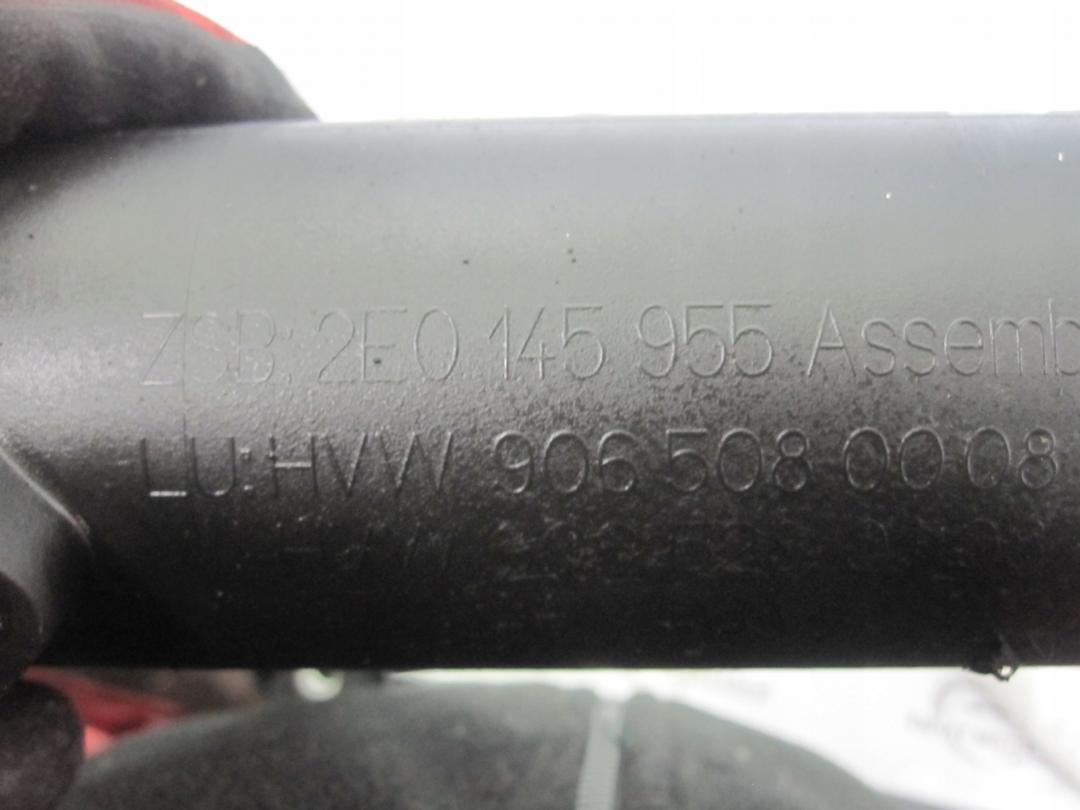 ZSB: 2E0 145 955 Assemb
LU: HVW 906 508 00 08